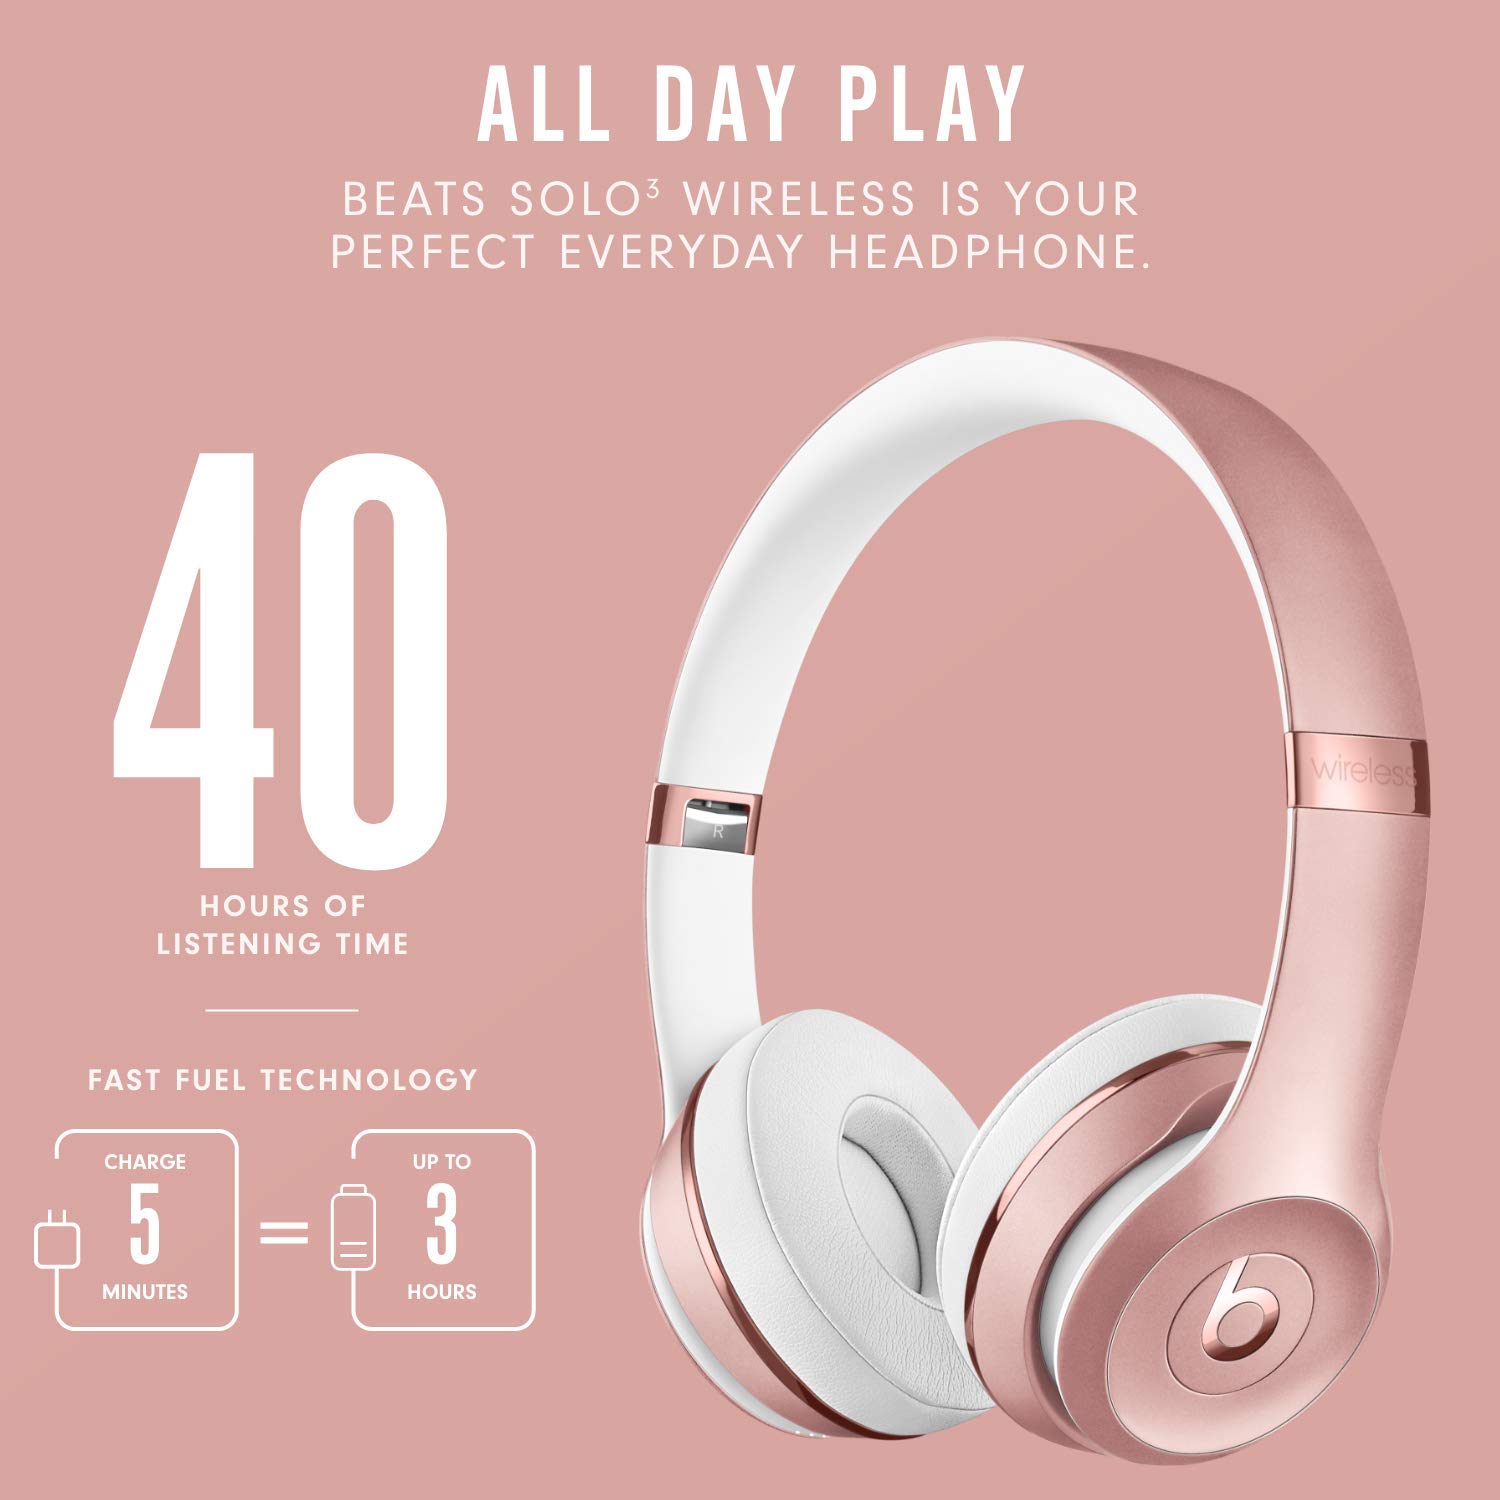 ALL DAY PLAY
BEATS SOLO³ WIRELESS IS YOUR
PERFECT EVERYDAY HEADPHONE.
40
HOURS OF
LISTENING TIME
FAST FUEL TECHNOLOGY
CHARGE
5
MINUTES
=
UP TO
3
HOURS
wireless
R
b